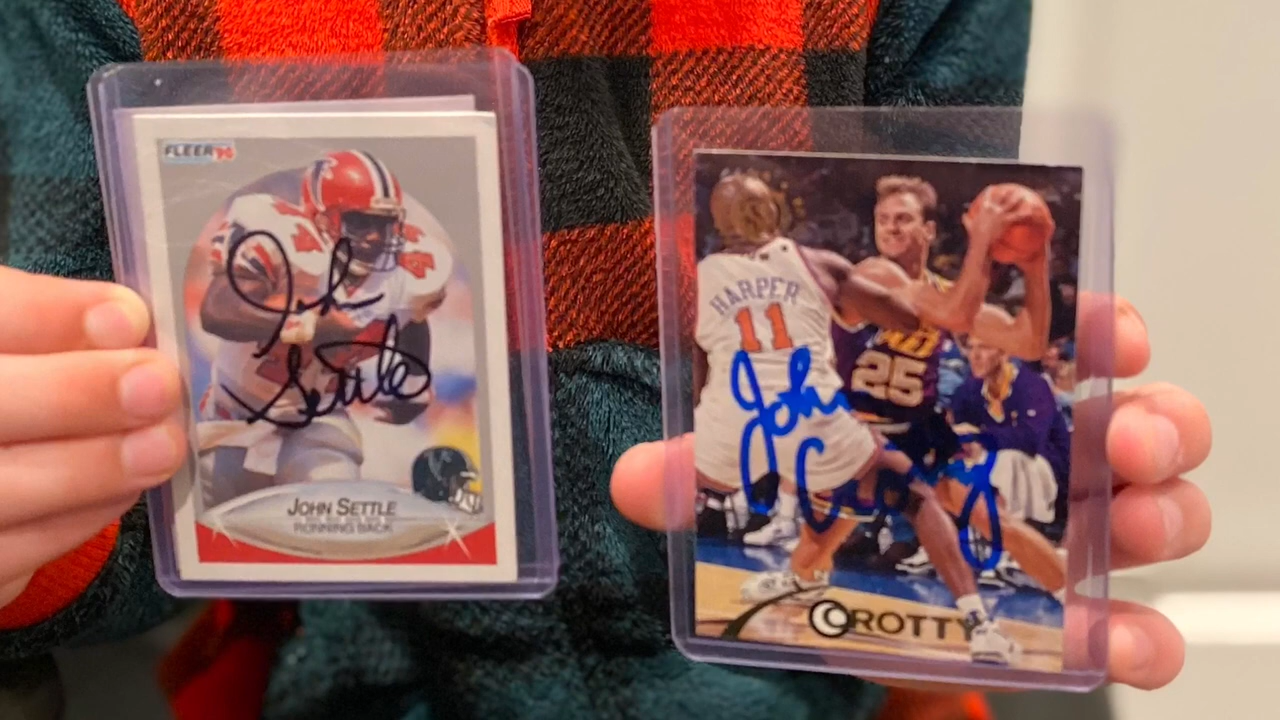 FLEER 90
John
Settle
JOHN SETTLE
RUNNING BACK
HARPER
11
25
John
Crotty
CROTTY